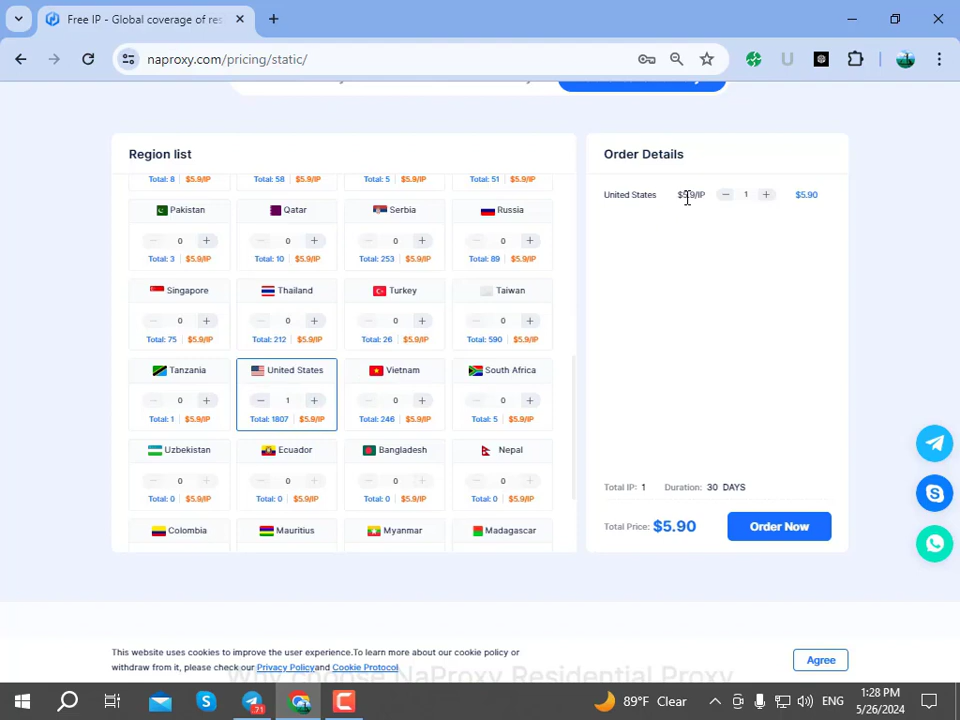 Free IP - Global coverage of res
naproxy.com/pricing/static/
Region list
Order Details
Total: 8 $5.9/IP Total: 58 $5.9/IP Total: 5 $5.9/IP Total: 51 $5.9/IP
United States $5.9/IP − 1 + $5.90
Pakistan Qatar Serbia Russia
− 0 + − 0 + − 0 + − 0 +
Total: 3 $5.9/IP Total: 10 $5.9/IP Total: 253 $5.9/IP Total: 89 $5.9/IP
Singapore Thailand Turkey Taiwan
− 0 + − 0 + − 0 + − 0 +
Total: 75 $5.9/IP Total: 212 $5.9/IP Total: 26 $5.9/IP Total: 590 $5.9/IP
Tanzania United States Vietnam South Africa
− 0 + − 1 + − 0 + − 0 +
Total: 1 $5.9/IP Total: 1807 $5.9/IP Total: 246 $5.9/IP Total: 5 $5.9/IP
Uzbekistan Ecuador Bangladesh Nepal
− 0 + − 0 + − 0 + − 0 +
Total: 0 $5.9/IP Total: 0 $5.9/IP Total: 0 $5.9/IP Total: 0 $5.9/IP
Colombia Mauritius Myanmar Madagascar
Total IP: 1 Duration: 30 DAYS
Total Price: $5.90 Order Now
This website uses cookies to improve the user experience.To learn more about our cookie policy or
withdraw from it, please check our Privacy Policyand Cookie Protocol
Agree
Why choose NaProxy Residential Proxy
71
89°F Clear
ENG
1:28 PM
5/26/2024